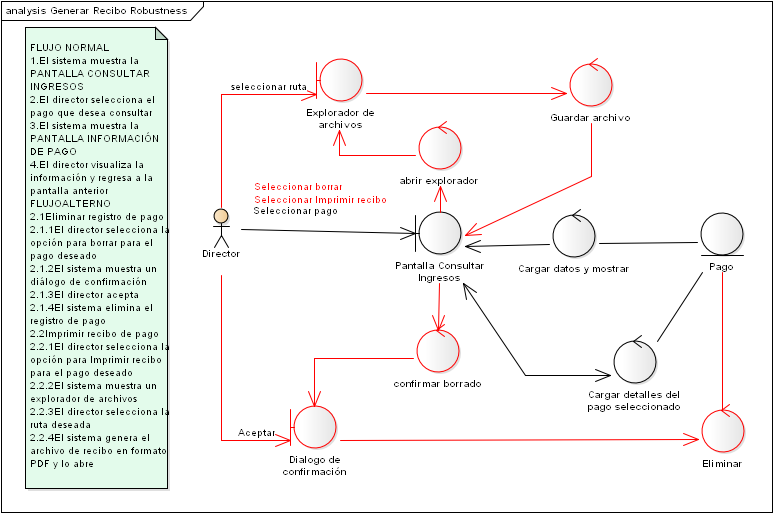 analysis Generar Recibo Robustness
FLUJO NORMAL
1.El sistema muestra la
PANTALLA CONSULTAR
INGRESOS
2.El director selecciona el
pago que desea consultar
3.El sistema muestra la
PANTALLA INFORMACIÓN
DE PAGO
4.El director visualiza la
información y regresa a la
pantalla anterior
FLUJOALTERNO
2.1Eliminar registro de pago
2.1.1El director selecciona la
opción para borrar para el
pago deseado
2.1.2El sistema muestra un
diálogo de confirmación
2.1.3El director acepta
2.1.4El sistema elimina el
registro de pago
2.2Imprimir recibo de pago
2.2.1El director selecciona la
opción para Imprimir recibo
para el pago deseado
2.2.2El sistema muestra un
explorador de archivos
2.2.3El director selecciona la
ruta deseada
2.2.4El sistema genera el
archivo de recibo en formato
PDF y lo abre
seleccionar ruta
Explorador de
archivos
Guardar archivo
abrir explorador
Seleccionar borrar
Seleccionar Imprimir recibo
Seleccionar pago
Director
Pantalla Consultar
Ingresos
Cargar datos y mostrar
Pago
confirmar borrado
Cargar detalles del
pago seleccionado
Aceptar
Dialogo de
confirmación
Eliminar